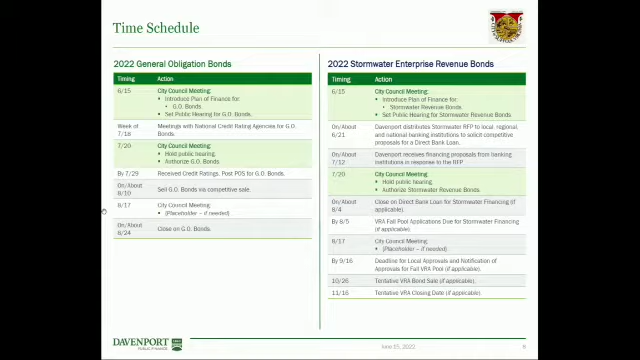 Time Schedule
2022 General Obligation Bonds
Timing Action
6/15 City Council Meeting:
• Introduce Plan of Finance for:
• G.O. Bonds.
• Set Public Hearing for G.O. Bonds.
Week of 7/18 Meetings with National Credit Rating Agencies for G.O.
Bonds.
7/20 City Council Meeting:
• Hold public hearing.
• Authorize G.O. Bonds.
By 7/29 Received Credit Ratings. Post POS for G.O. Bonds.
On/About
8/10 Sell G.O. Bonds via competitive sale.
8/17 City Council Meeting:
• (Placeholder – if needed)
On/About
8/24 Close on G.O. Bonds.
2022 Stormwater Enterprise Revenue Bonds
Timing Action
6/15 City Council Meeting:
• Introduce Plan of Finance for:
• Stormwater Revenue Bonds.
• Set Public Hearing for Stormwater Revenue Bonds.
On/About
6/21 Davenport distributes Stormwater RFP to local, regional,
and national banking institutions to solicit competitive
proposals for a Direct Bank Loan.
On/About
7/12 Davenport receives financing proposals from banking
institutions in response to the RFP.
7/20 City Council Meeting:
• Hold public hearing.
• Authorize Stormwater Revenue Bonds.
On/About
8/4 Close on Direct Bank Loan for Stormwater Financing (if
applicable).
By 8/5 VRA Fall Pool Applications Due for Stormwater Financing
(if applicable).
8/17 City Council Meeting:
• (Placeholder – if needed)
By 9/16 Deadline for Local Approvals and Notification of
Approvals for Fall VRA Pool (if applicable).
10/26 Tentative VRA Bond Sale (if applicable).
11/16 Tentative VRA Closing Date (if applicable).
DAVENPORT
PUBLIC FINANCE
June 15, 2022